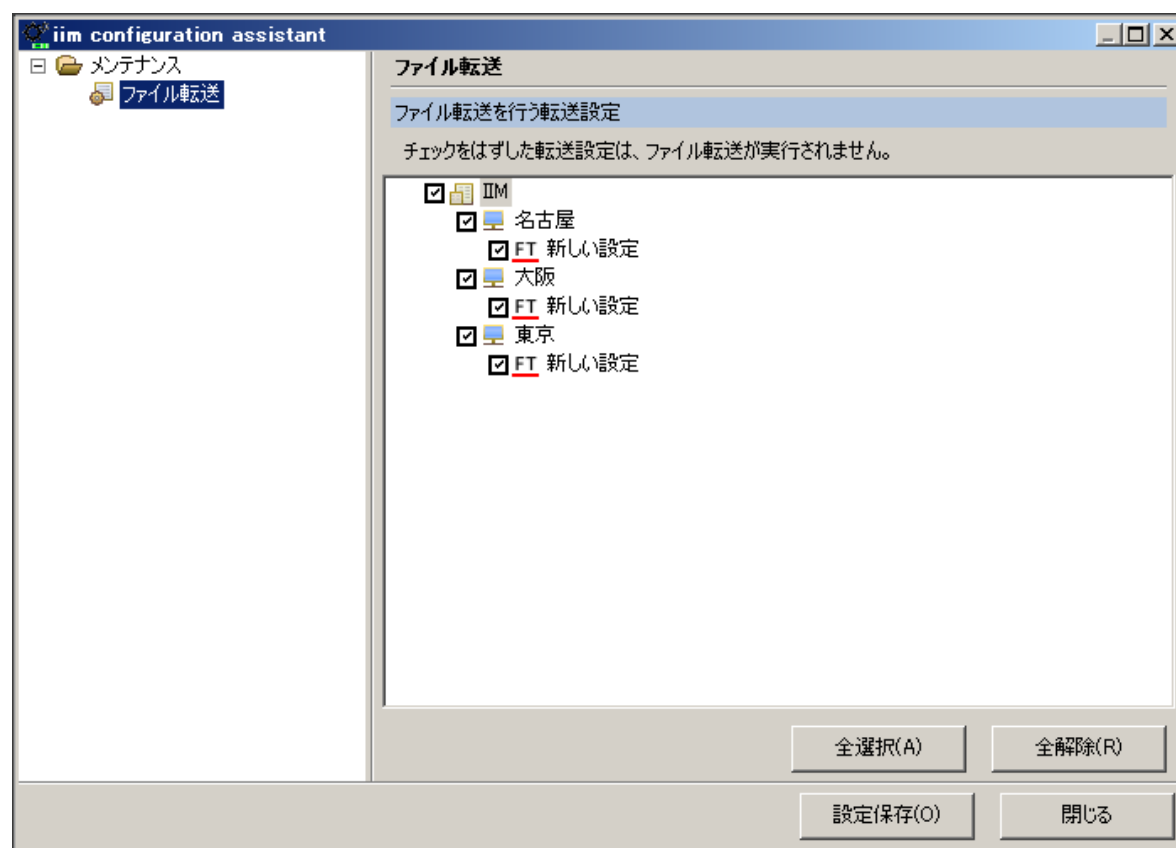 iim configuration assistant
メンテナンス
ファイル転送
ファイル転送
ファイル転送を行う転送設定
チェックをはずした転送設定は、ファイル転送が実行されません。
IIM
名古屋
FT 新しい設定
大阪
FT 新しい設定
東京
FT 新しい設定
全選択(A)
全解除(R)
設定保存(O)
閉じる